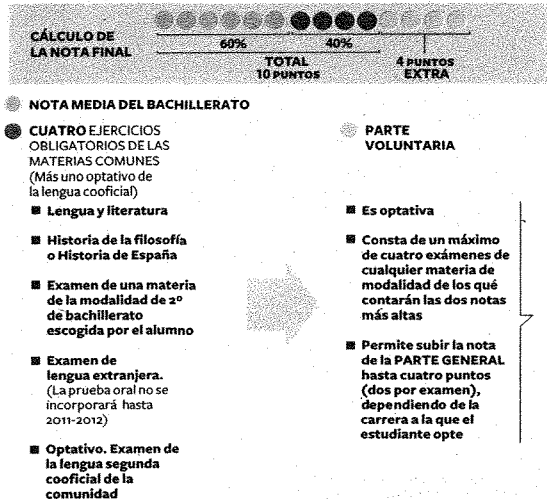 CÁLCULO DE
LA NOTA FINAL
60%
40%
TOTAL
10 PUNTOS
4 PUNTOS
EXTRA
NOTA MEDIA DEL BACHILLERATO
CUATRO EJERCICIOS
OBLIGATORIOS DE LAS
MATERIAS COMUNES
(Más uno optativo de
la lengua cooficial)
Lengua y literatura
Historia de la filosofía
o Historia de España
Examen de una materia
de la modalidad de 2º
de bachillerato
escogida por el alumno
Examen de
lengua extranjera.
(La prueba oral no se
incorporará hasta
2011-2012)
Optativo. Examen de
la lengua segunda
cooficial de la
comunidad
PARTE
VOLUNTARIA
Es optativa
Consta de un máximo
de cuatro exámenes de
cualquier materia de
modalidad de los qué
contarán las dos notas
más altas
Permite subir la nota
de la PARTE GENERAL
hasta cuatro puntos
(dos por examen),
dependiendo de la
carrera a la que el
estudiante opte